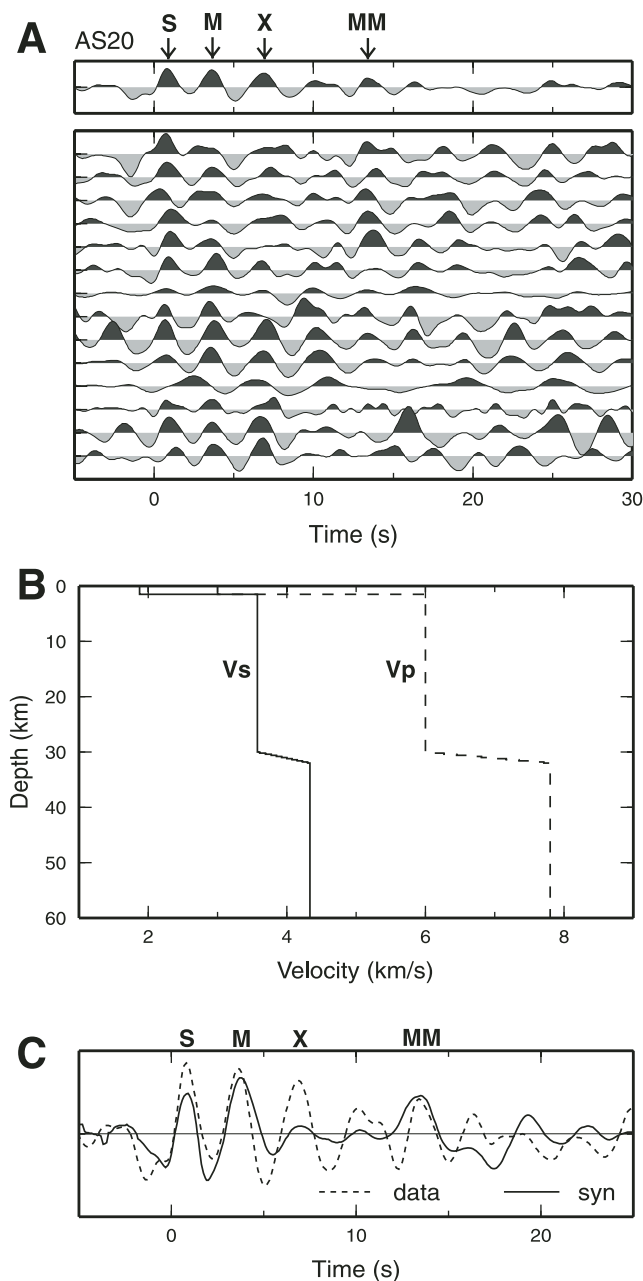 A
AS20
S M X MM
0 10 20 30
Time (s)
B
0
10
20
30
40
50
60
Depth (km)
Vs Vp
2 4 6 8
Velocity (km/s)
C
S M X MM
data syn
0 10 20
Time (s)